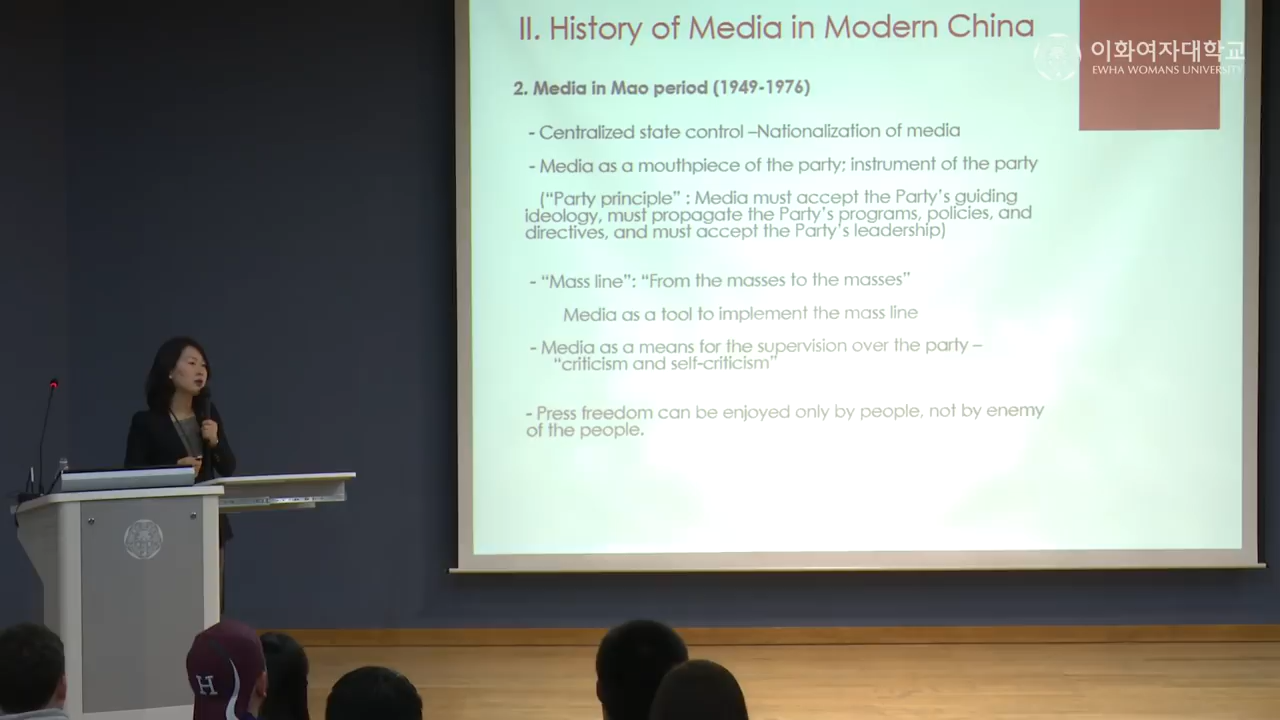 II. History of Media in Modern China
이화여자대학교
EWHA WOMANS UNIVERSITY
2. Media in Mao period (1949-1976)
- Centralized state control –Nationalization of media
- Media as a mouthpiece of the party; instrument of the party
(“Party principle” : Media must accept the Party’s guiding
ideology, must propagate the Party’s programs, policies, and
directives, and must accept the Party’s leadership)
- “Mass line”: “From the masses to the masses”
Media as a tool to implement the mass line
- Media as a means for the supervision over the party –
“criticism and self-criticism”
- Press freedom can be enjoyed only by people, not by enemy
of the people.
H